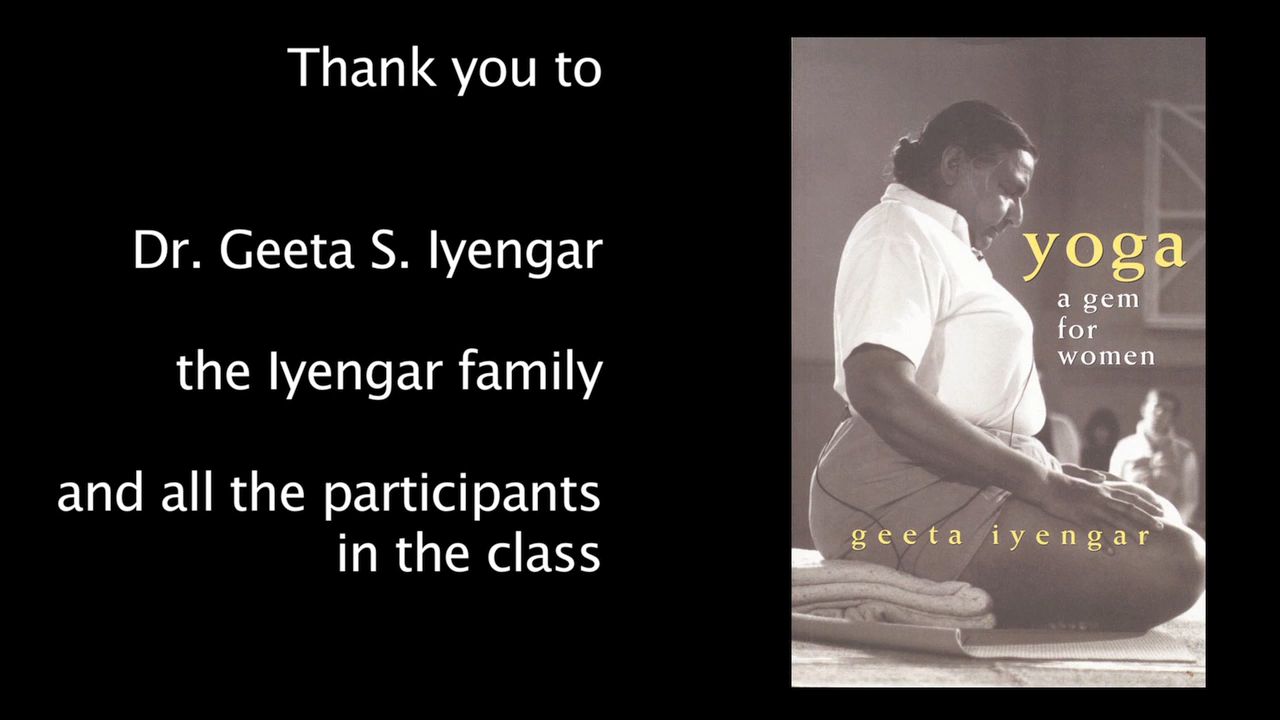 Thank you to
Dr. Geeta S. Iyengar
the Iyengar family
and all the participants
in the class
yoga
a gem
for
women
geeta iyengar